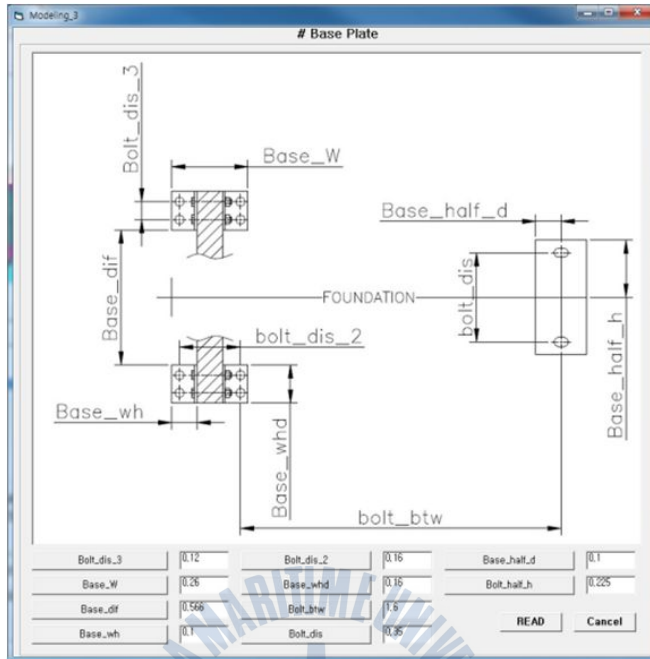 Modeling_3
# Base Plate
Bolt_dis_3
Base_W
Base_half_d
Base_dif
bolt_dis
FOUNDATION
bolt_dis_2
Base_half_h
Base_wh
Base_whd
bolt_btw
Bolt_dis_3 0,12 Bolt_dis_2 0,16 Base_half_d 0,1
Base_W 0,26 Base_whd 0,16 Bolt_half_h 0,225
Base_dif 0,566 Bolt_btw 1,6
Base_wh 0,1 Bolt_dis 0,35
READ Cancel